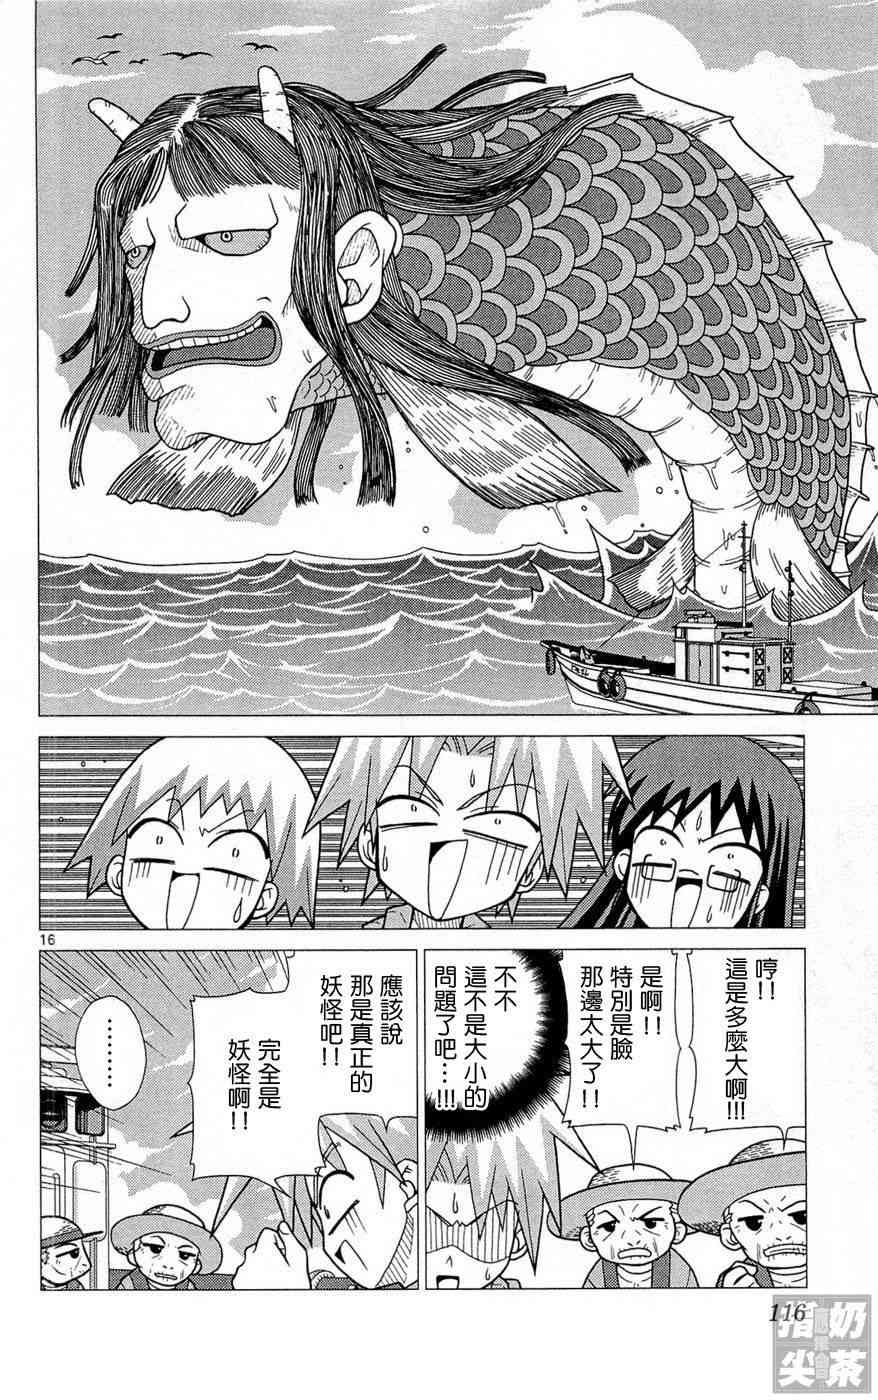 16
哼!!
這是多麼大啊!!!
是啊!!
特別是臉
那邊太大了!!
不不
這不是大小的
問題了吧…!!!
應該說
那是真正的
妖怪吧!!
完全是
妖怪啊!!
………
116
指尖
奶茶